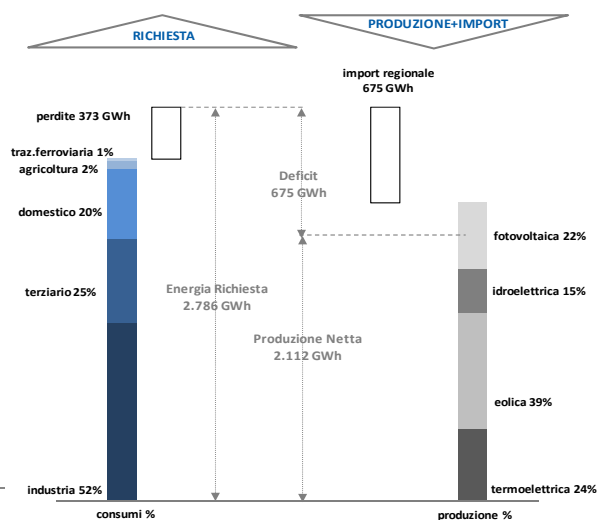 RICHIESTA
PRODUZIONE+IMPORT
import regionale
675 GWh
perdite 373 GWh
traz.ferroviaria 1%
agricoltura 2%
domestico 20%
terziario 25%
industria 52%
consumi %
Deficit
675 GWh
Energia Richiesta
2.786 GWh
Produzione Netta
2.112 GWh
fotovoltaica 22%
idroelettrica 15%
eolica 39%
termoelettrica 24%
produzione %